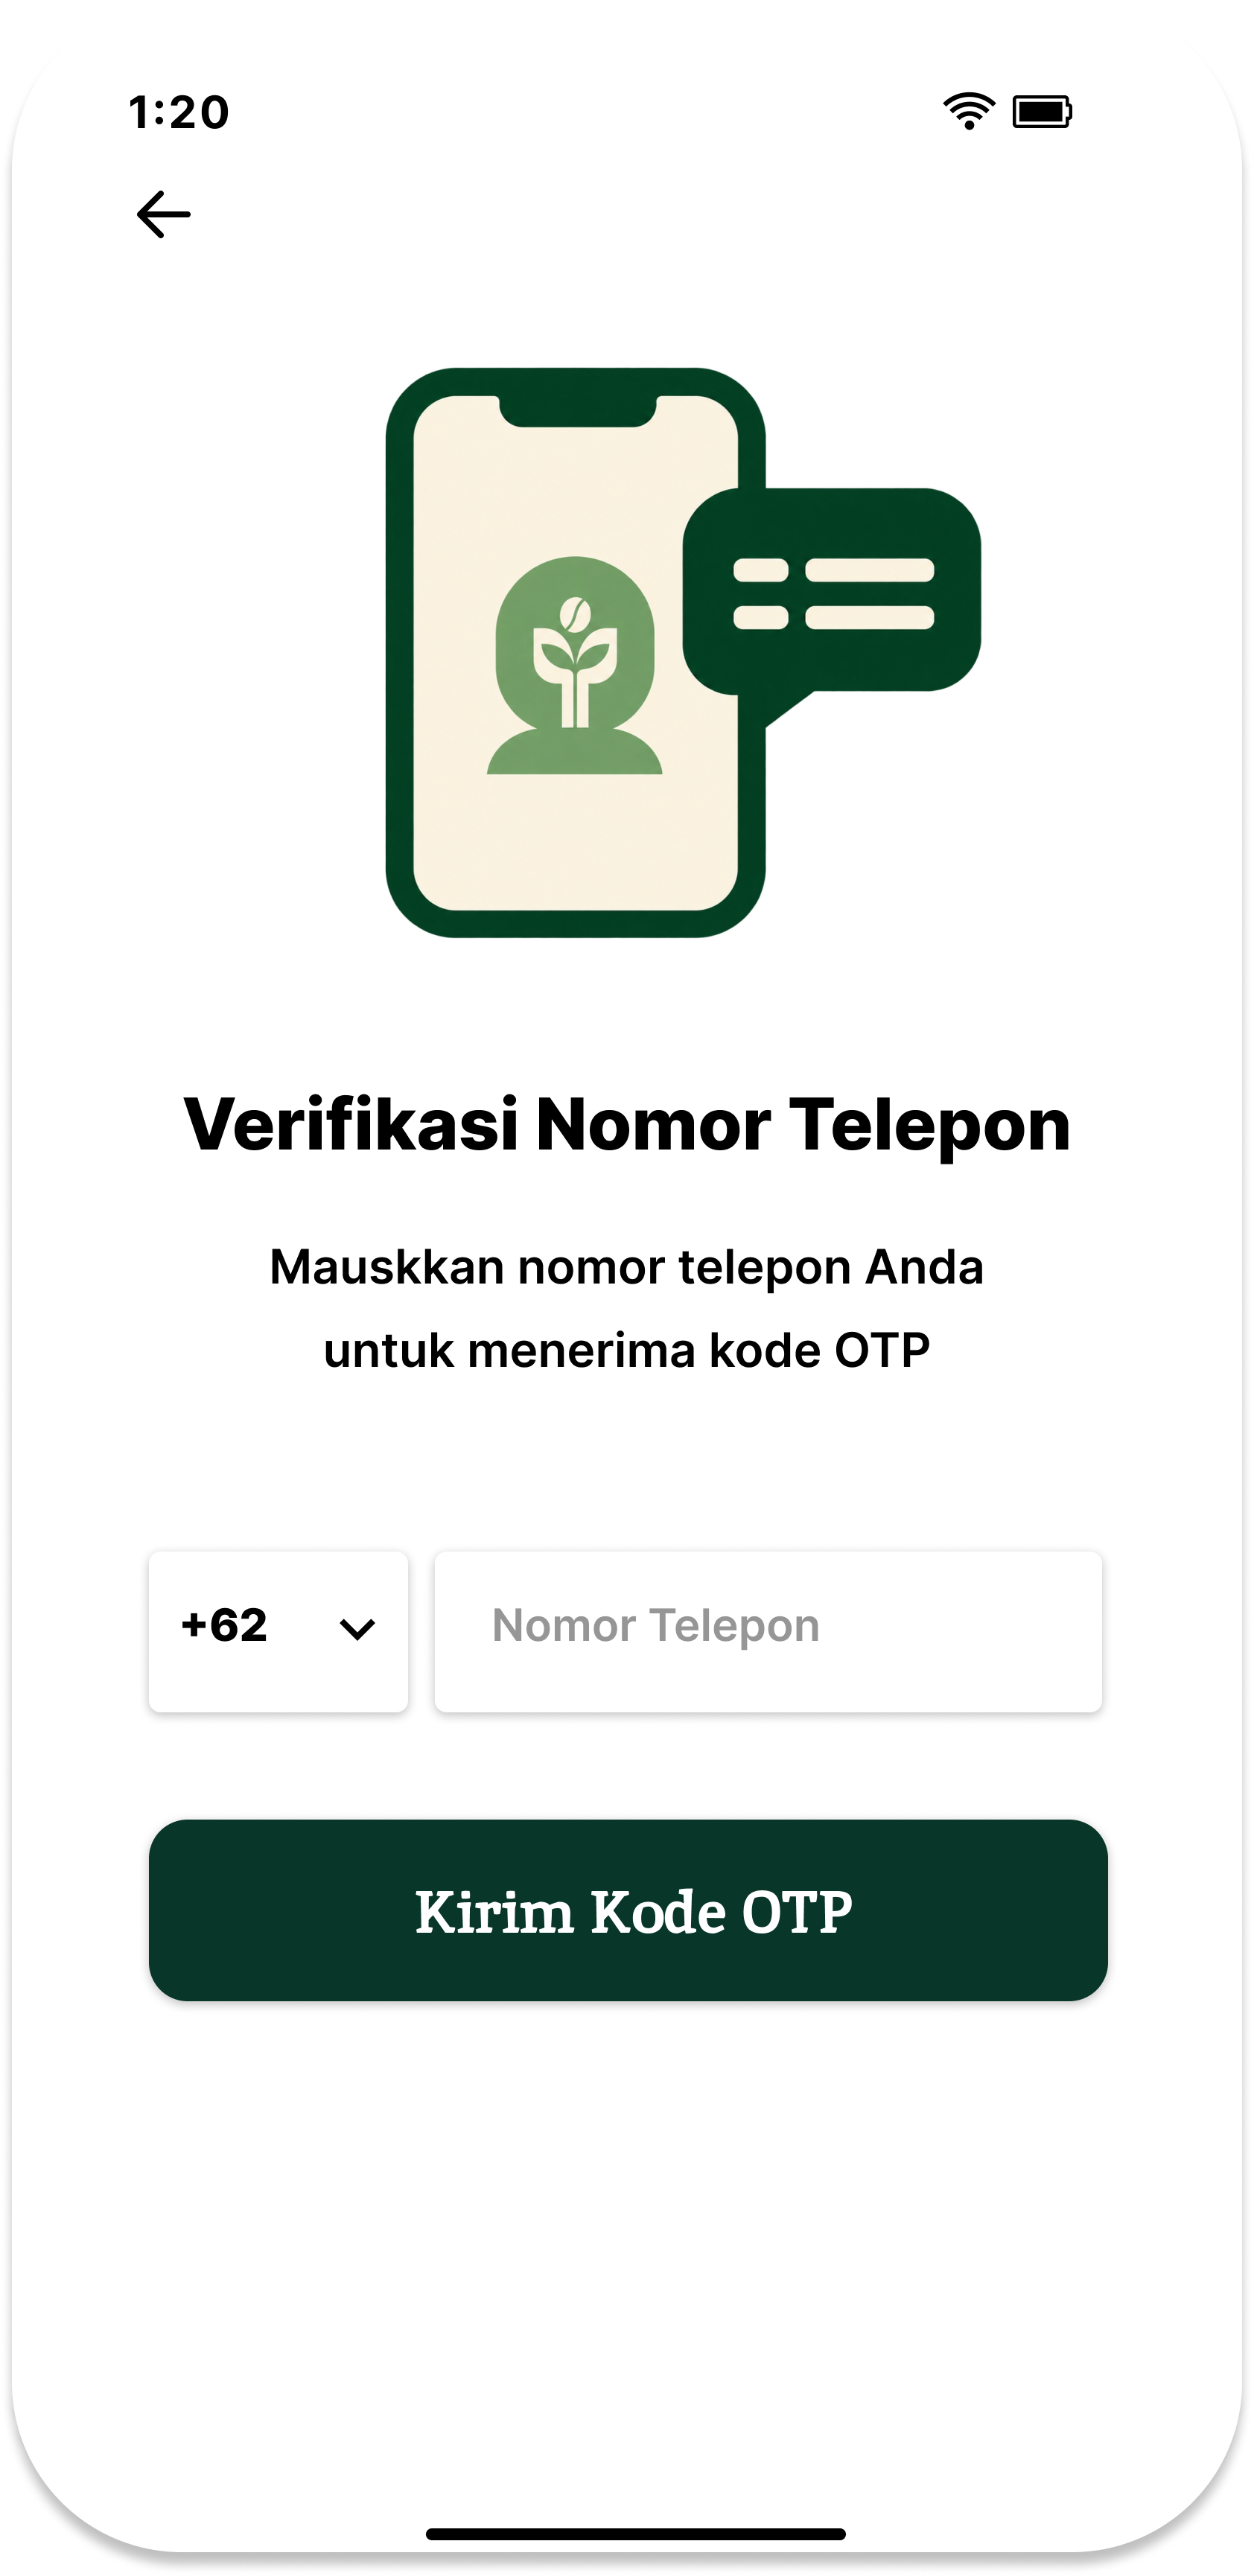 1:20
Verifikasi Nomor Telepon
Mauskkan nomor telepon Anda
untuk menerima kode OTP
+62
Nomor Telepon
Kirim Kode OTP